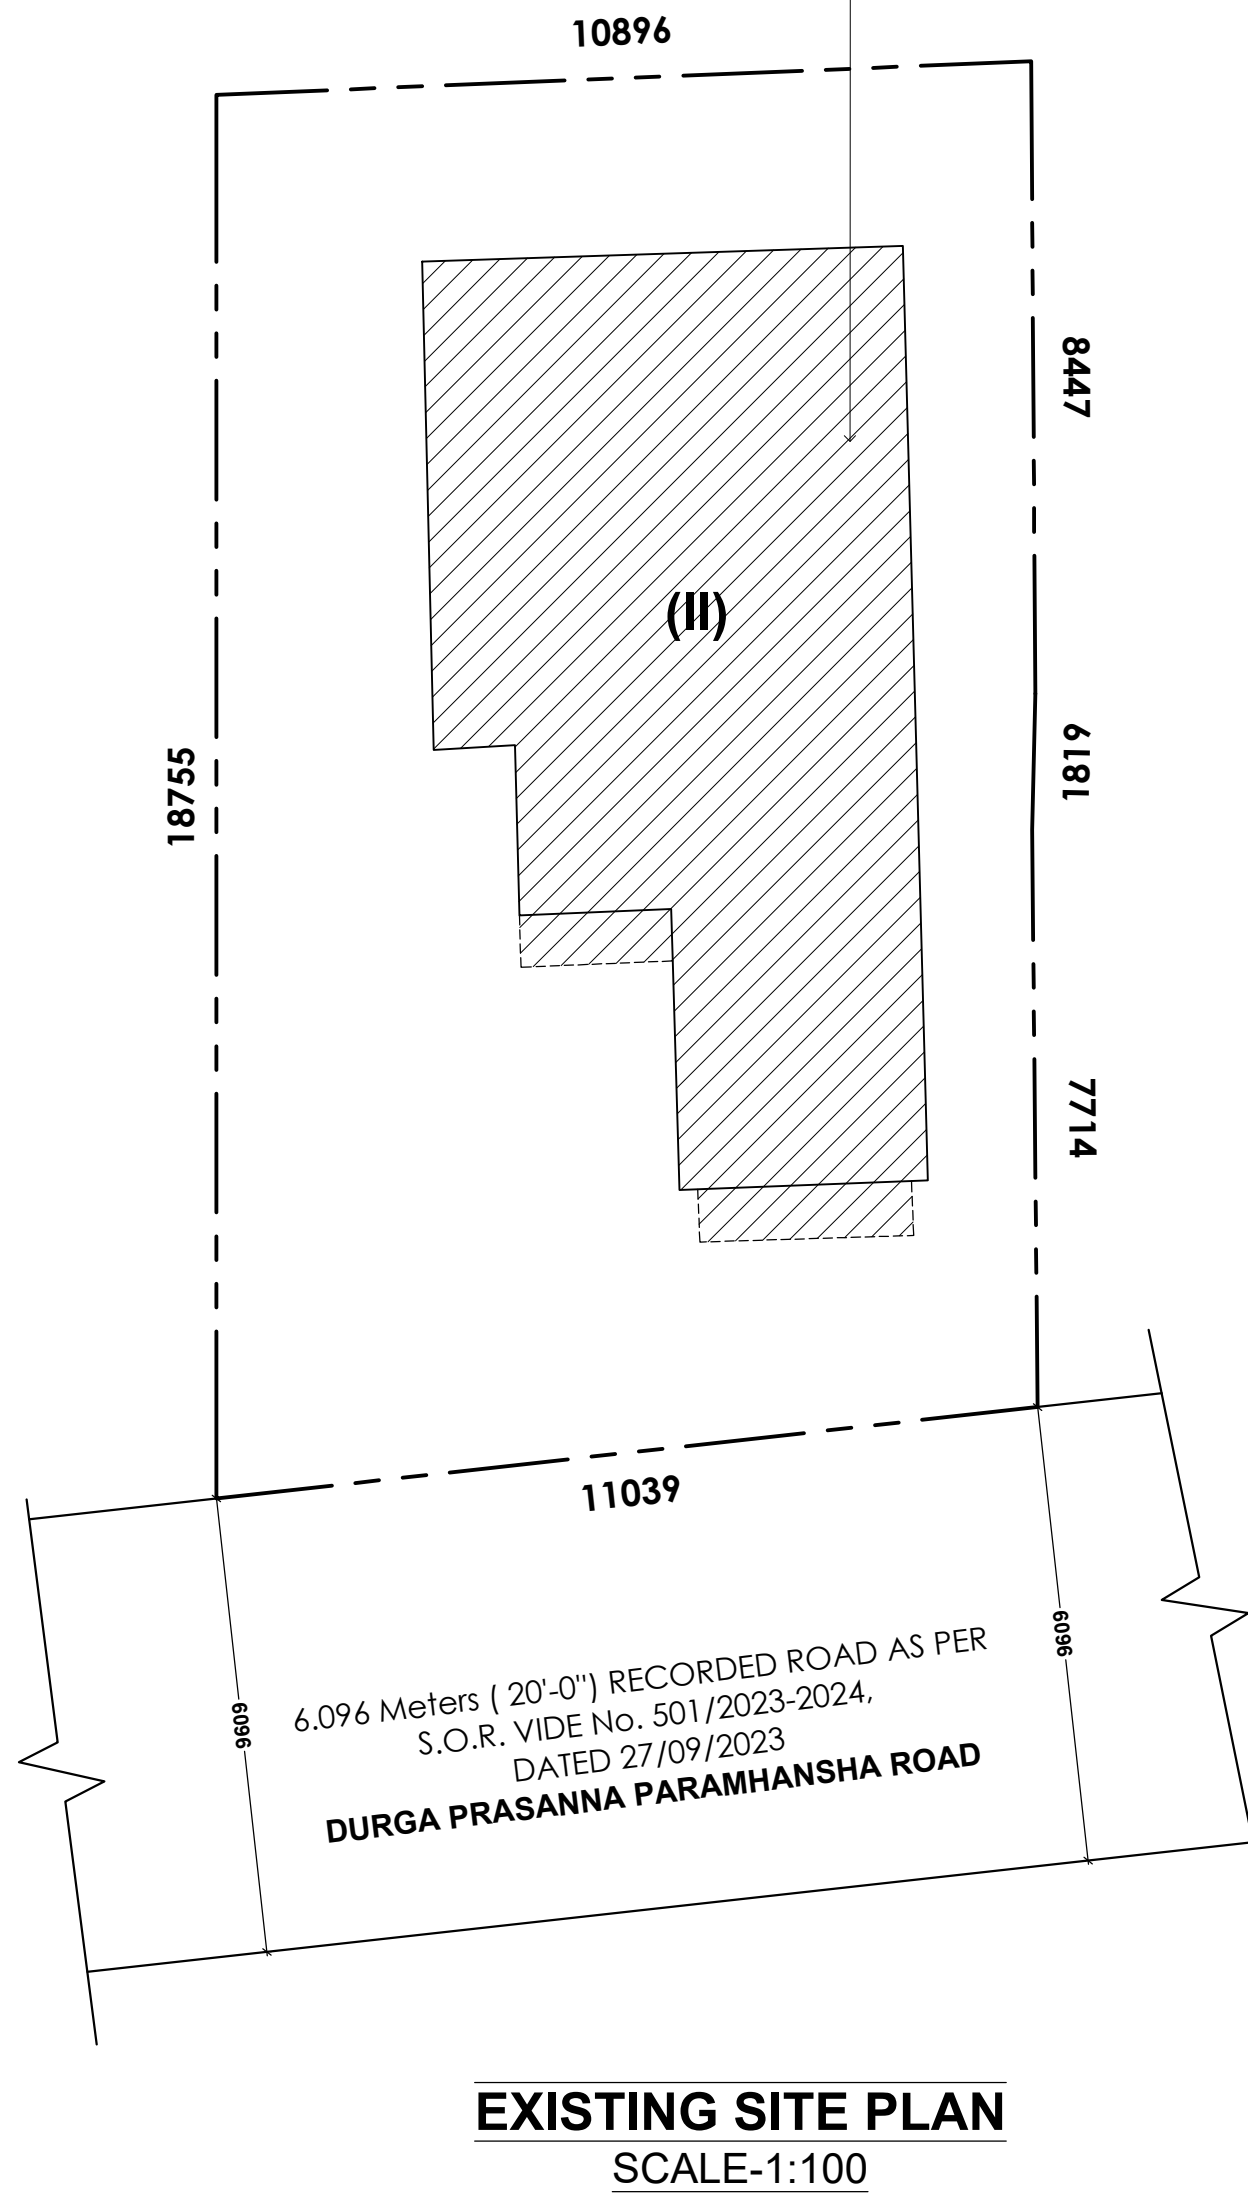 10896
8447
1819
18755
7714
11039
6096
6096
6.096 Meters ( 20'-0") RECORDED ROAD AS PER
S.O.R. VIDE No. 501/2023-2024,
DATED 27/09/2023
DURGA PRASANNA PARAMHANSHA ROAD
(II)
EXISTING SITE PLAN
SCALE-1:100